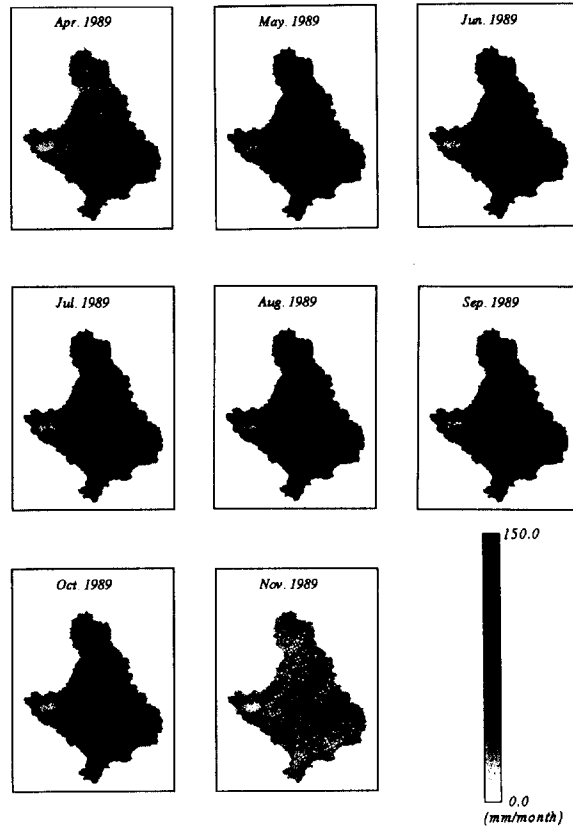 Apr. 1989
May. 1989
Jun. 1989
Jul. 1989
Aug. 1989
Sep. 1989
Oct. 1989
Nov. 1989
150.0
0.0
(mm/month)